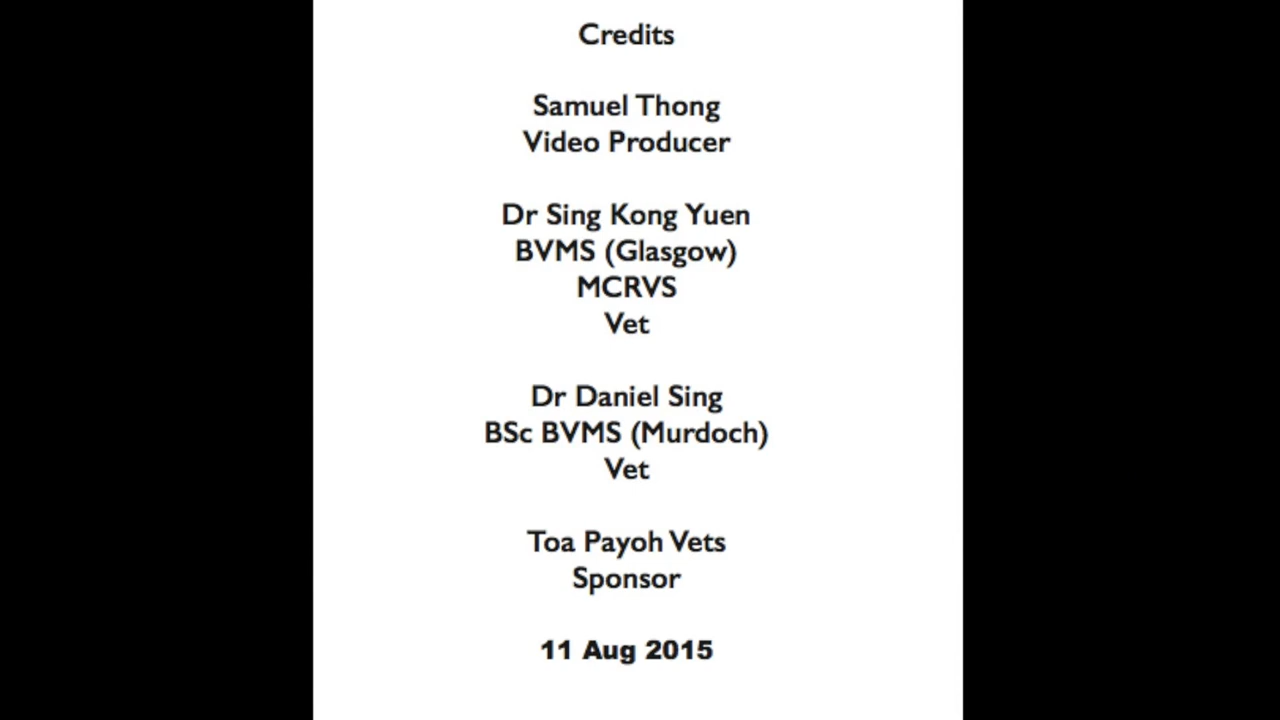 Credits
Samuel Thong
Video Producer
Dr Sing Kong Yuen
BVMS (Glasgow)
MCRVS
Vet
Dr Daniel Sing
BSc BVMS (Murdoch)
Vet
Toa Payoh Vets
Sponsor
11 Aug 2015